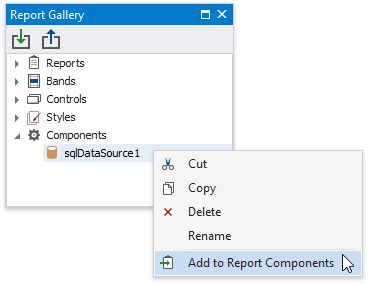 Report Gallery
Reports
Bands
Controls
Styles
Components
sqlDataSource1
Cut
Copy
Delete
Rename
Add to Report Components